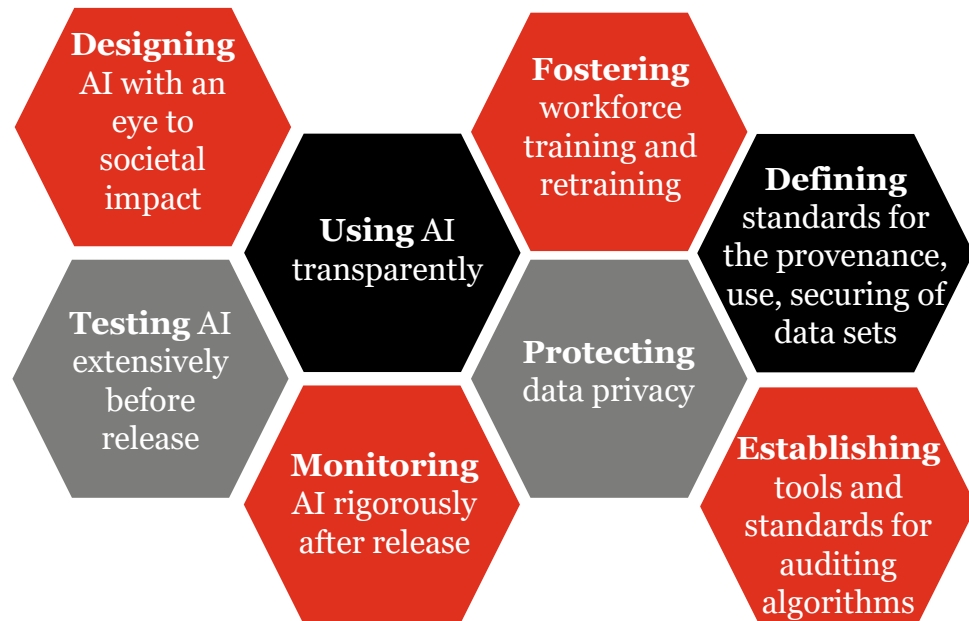 Designing
AI with an
eye to
societal
impact
Fostering
workforce
training and
retraining
Using AI
transparently
Defining
standards for
the provenance,
use, securing of
data sets
Testing AI
extensively
before
release
Protecting
data privacy
Monitoring
AI rigorously
after release
Establishing
tools and
standards for
auditing
algorithms